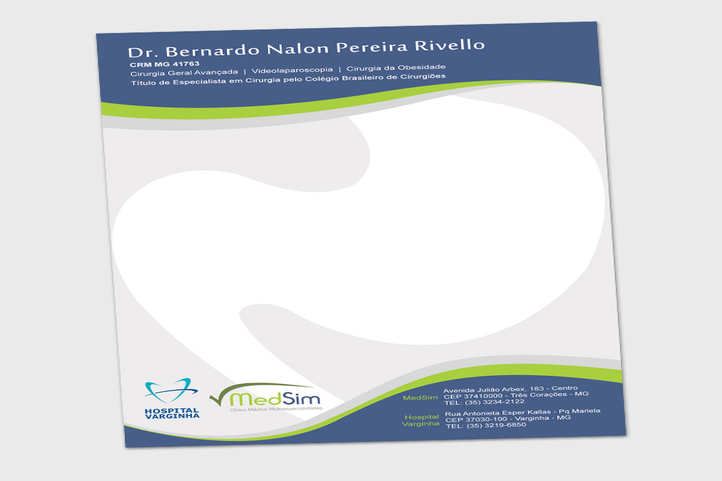 Dr. Bernardo Nalon Pereira Rivello
CRM MG 41763
Cirurgia Geral Avançada | Videolaparoscopia | Cirurgia da Obesidade
Título de Especialista em Cirurgia pelo Colégio Brasileiro de Cirurgiões
HOSPITAL
VARGINHA
MedSim
Clínica Médica Multiespecialidades
MedSim
Avenida Julião Arbex, 183 - Centro
CEP 37410000 - Três Corações - MG
TEL: (35) 3234-2122
Hospital
Varginha
Rua Antonieta Esper Kallas - Pq Mariela
CEP 37030-100 - Varginha - MG
TEL: (35) 3219-6850